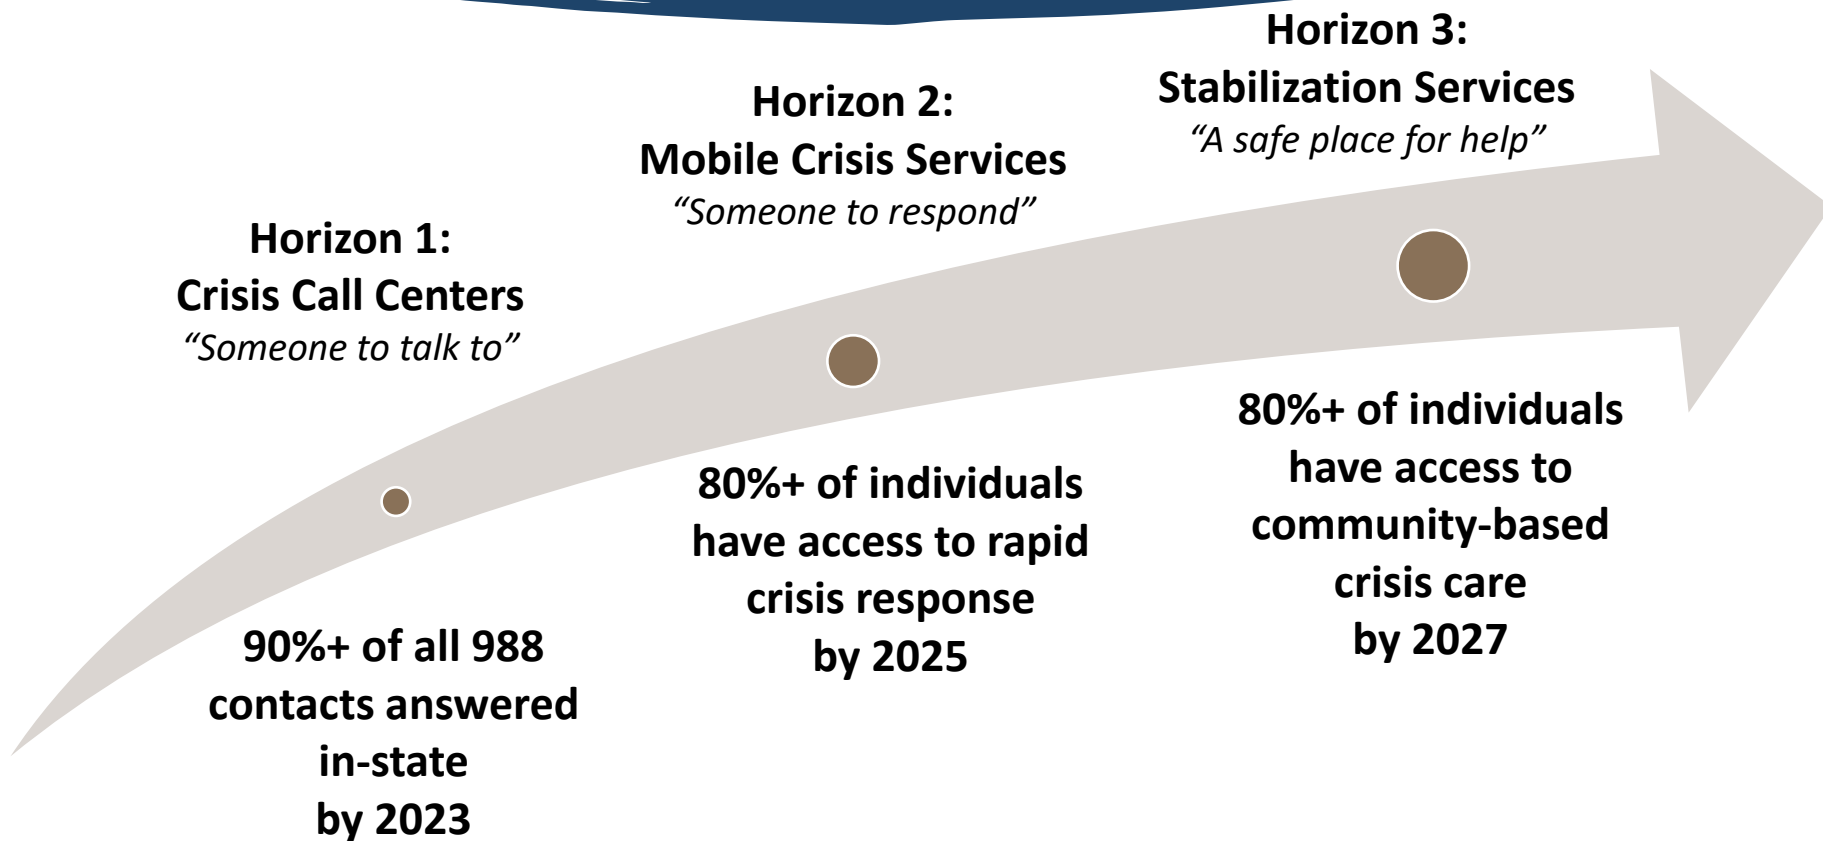 Horizon 1:
Crisis Call Centers
“Someone to talk to”
90%+ of all 988
contacts answered
in-state
by 2023
Horizon 2:
Mobile Crisis Services
“Someone to respond”
80%+ of individuals
have access to rapid
crisis response
by 2025
Horizon 3:
Stabilization Services
“A safe place for help”
80%+ of individuals
have access to
community-based
crisis care
by 2027